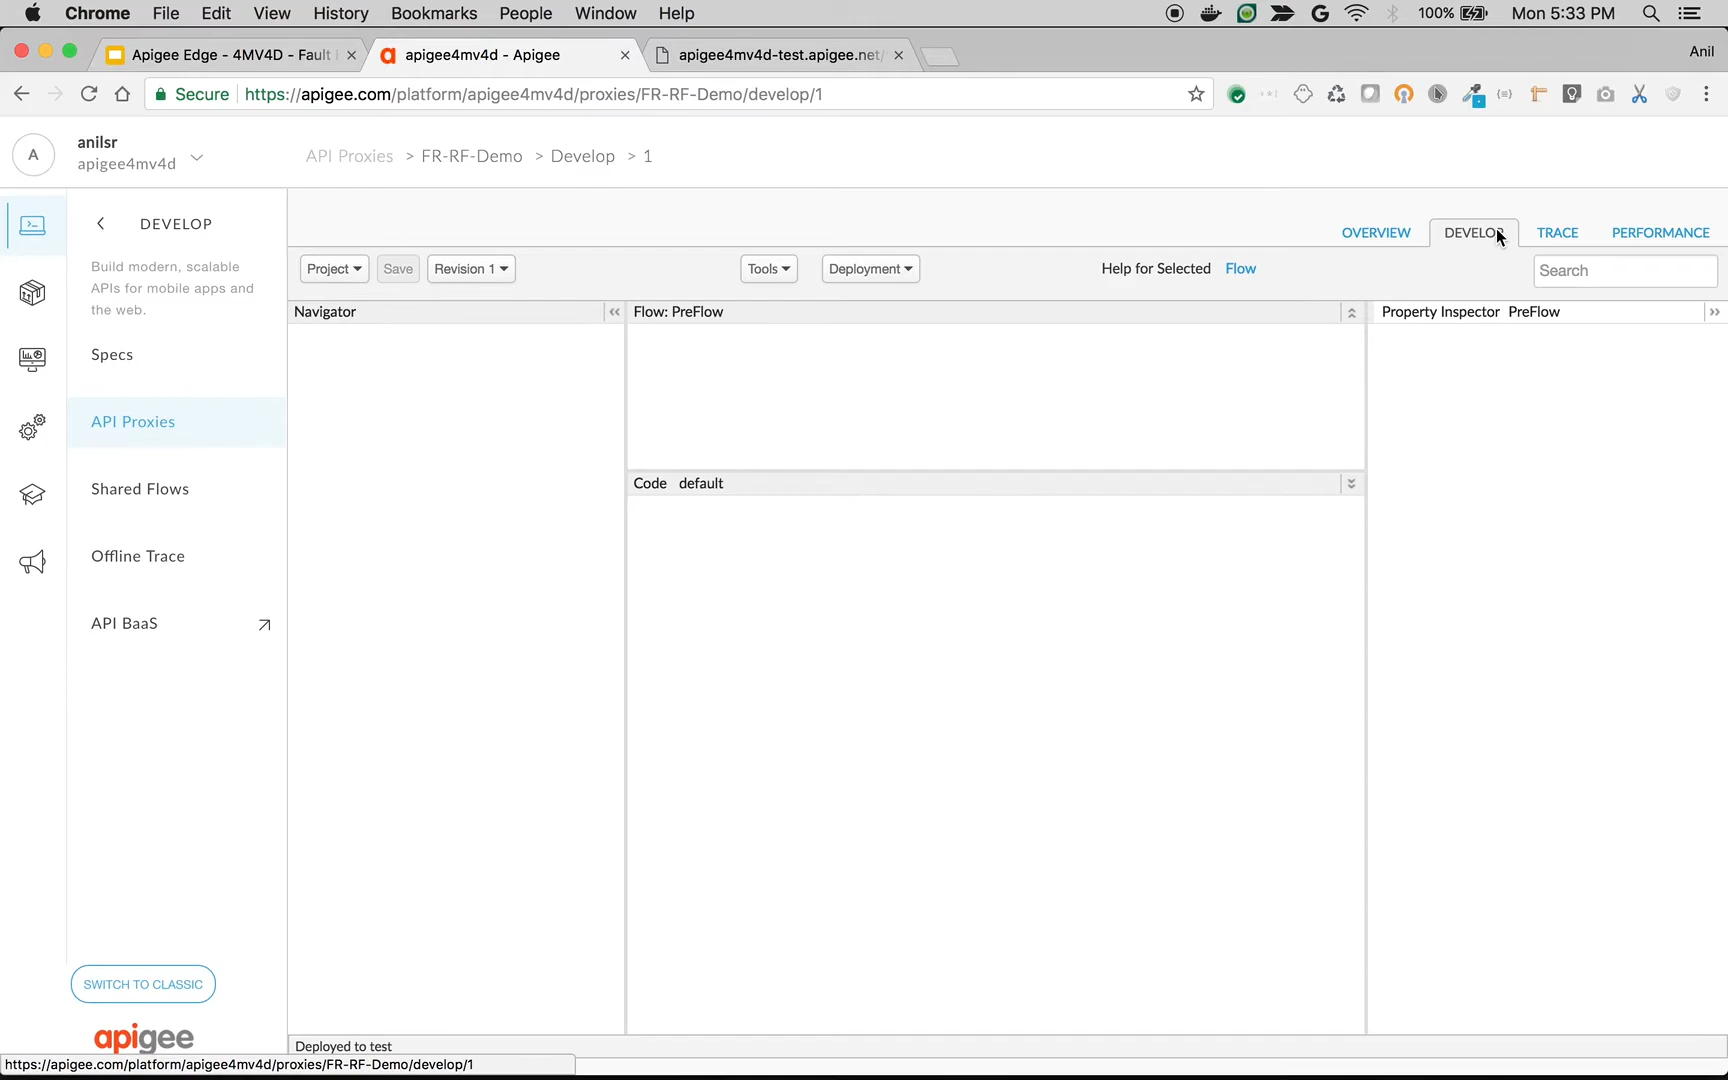 Chrome File Edit View History Bookmarks People Window Help 100% Mon 5:33 PM
Apigee Edge - 4MV4D - Fault apigee4mv4d - Apigee apigee4mv4d-test.apigee.net/ Anil
Secure https://apigee.com/platform/apigee4mv4d/proxies/FR-RF-Demo/develop/1
A anilsr
apigee4mv4d
API Proxies > FR-RF-Demo > Develop > 1
DEVELOP
OVERVIEW DEVELOP TRACE PERFORMANCE
Build modern, scalable
APIs for mobile apps and
the web.
Project Save Revision 1 Tools Deployment Help for Selected Flow Search
Navigator Flow: PreFlow Property Inspector PreFlow
Specs
API Proxies
Code default
Shared Flows
Offline Trace
API BaaS
SWITCH TO CLASSIC
apigee
Deployed to test
https://apigee.com/platform/apigee4mv4d/proxies/FR-RF-Demo/develop/1